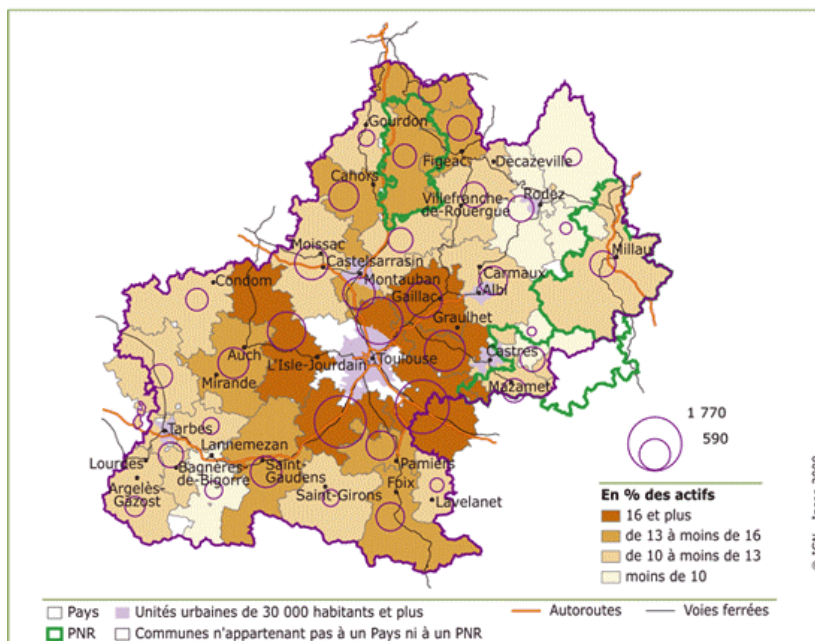 Gourdon
Figeac
Decazeville
Cahors
Villefranche-
de-Rouergue
Rodez
Moissac
Castelsarrasin
Millau
Montauban
Carmaux
Condom
Gaillac
Albi
Graulhet
Auch
L'Isle-Jourdain
Toulouse
Castres
Mirande
Mazamet
Tarbes
Lannemezan
Lourdes
Bagnères-
de-Bigorre
Saint-
Gaudens
Pamiers
Argelès-
Gazost
Saint-Girons
Foix
Lavelanet
1 770
590
En % des actifs
16 et plus
de 13 à moins de 16
de 10 à moins de 13
moins de 10
Pays
Unités urbaines de 30 000 habitants et plus
Autoroutes
Voies ferrées
PNR
Communes n'appartenant pas à un Pays ni à un PNR